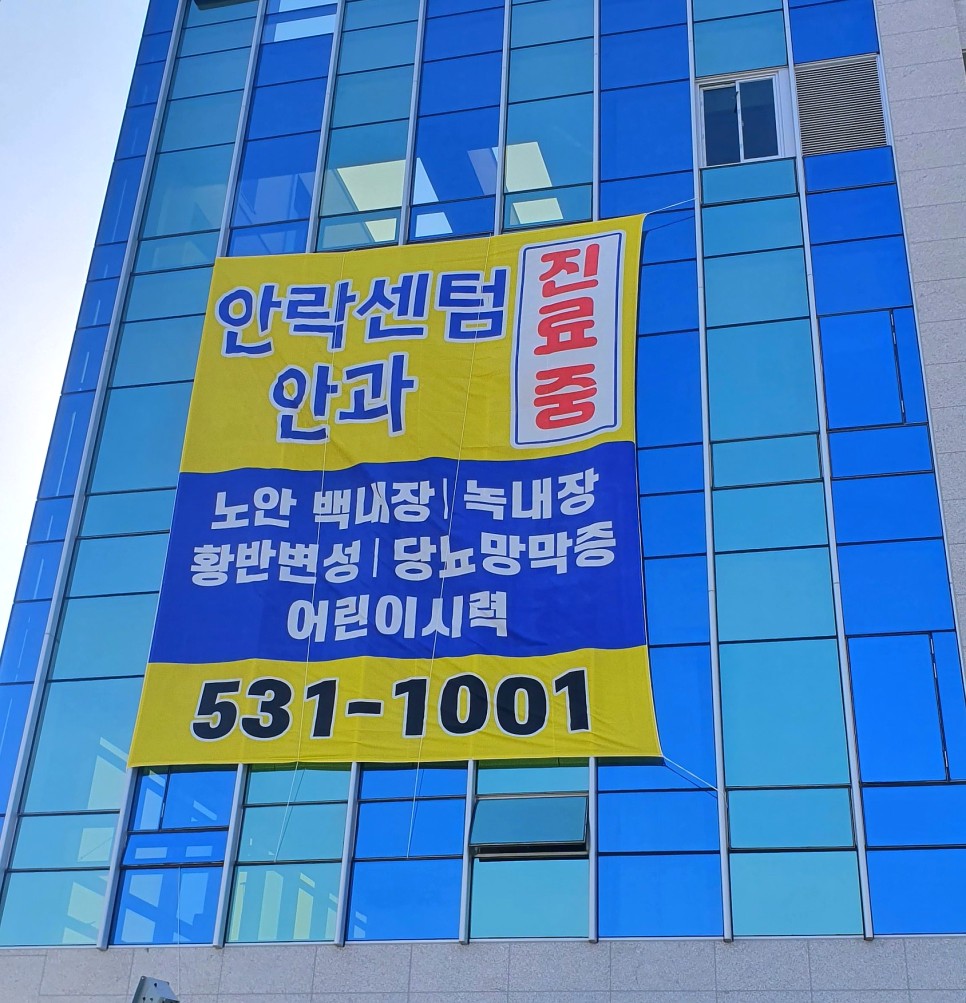 안락센텀
안과
진료중
노안 백내장 | 녹내장
황반변성 | 당뇨망막증
어린이시력
531-1001